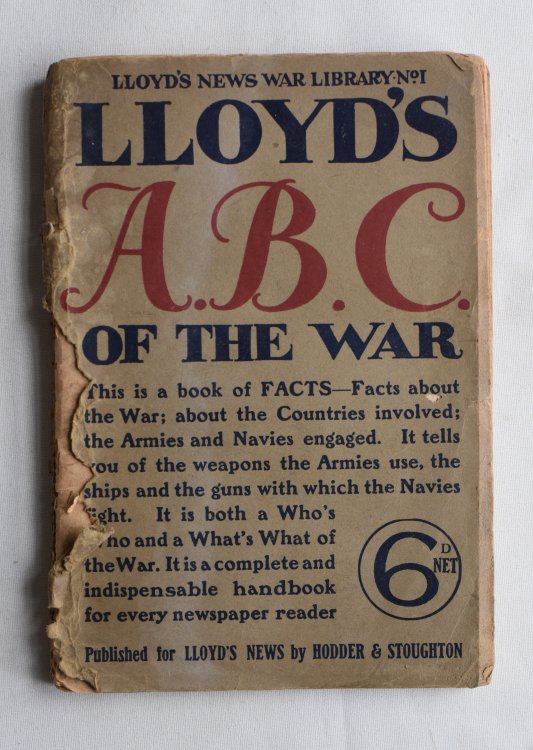 LLOYD'S NEWS WAR LIBRARY·No1
LLOYD'S
A.B.C.
OF THE WAR
This is a book of FACTS—Facts about
the War; about the Countries involved;
the Armies and Navies engaged. It tells
you of the weapons the Armies use, the
ships and the guns with which the Navies
fight. It is both a Who's
Who and a What's What of
the War. It is a complete and
indispensable handbook
for every newspaper reader
6D NET
Published for LLOYD'S NEWS by HODDER & STOUGHTON